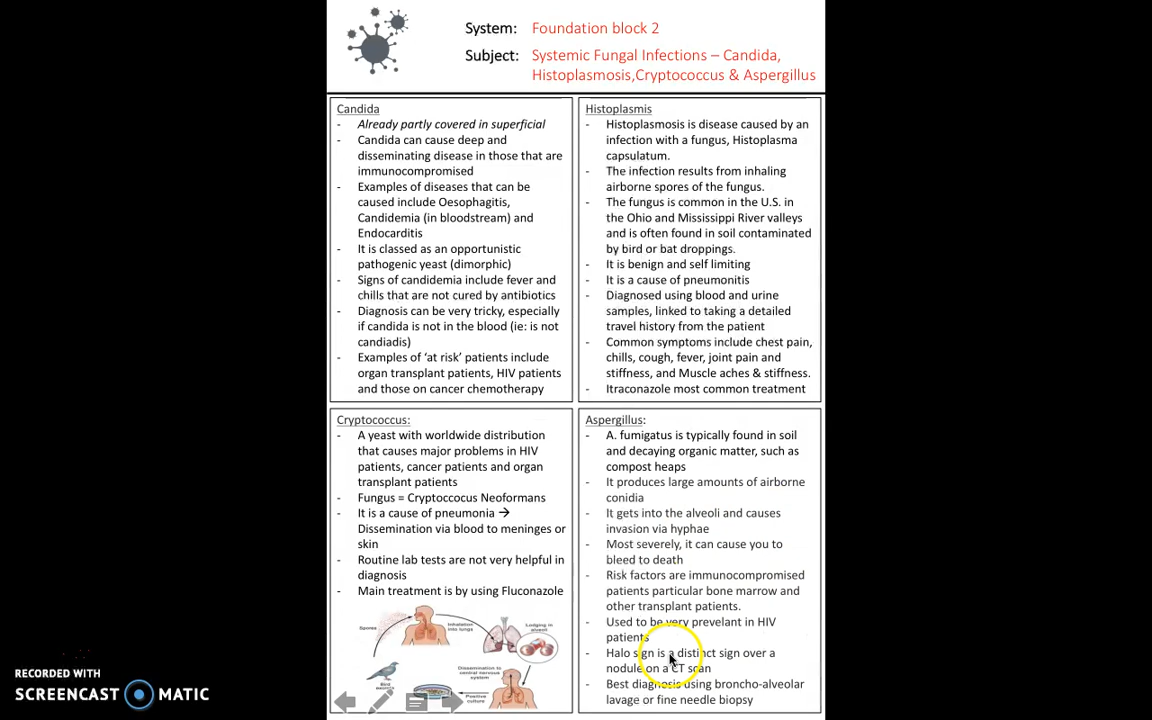 System: Foundation block 2
Subject: Systemic Fungal Infections – Candida,
Histoplasmosis,Cryptococcus & Aspergillus
Candida
- Already partly covered in superficial
- Candida can cause deep and
disseminating disease in those that are
immunocompromised
- Examples of diseases that can be
caused include Oesophagitis,
Candidemia (in bloodstream) and
Endocarditis
- It is classed as an opportunistic
pathogenic yeast (dimorphic)
- Signs of candidemia include fever and
chills that are not cured by antibiotics
- Diagnosis can be very tricky, especially
if candida is not in the blood (ie: is not
candiadis)
- Examples of ‘at risk’ patients include
organ transplant patients, HIV patients
and those on cancer chemotherapy
Histoplasmis
- Histoplasmosis is disease caused by an
infection with a fungus, Histoplasma
capsulatum.
- The infection results from inhaling
airborne spores of the fungus.
- The fungus is common in the U.S. in
the Ohio and Mississippi River valleys
and is often found in soil contaminated
by bird or bat droppings.
- It is benign and self limiting
- It is a cause of pneumonitis
- Diagnosed using blood and urine
samples, linked to taking a detailed
travel history from the patient
- Common symptoms include chest pain,
chills, cough, fever, joint pain and
stiffness, and Muscle aches & stiffness.
- Itraconazole most common treatment
Cryptococcus:
- A yeast with worldwide distribution
that causes major problems in HIV
patients, cancer patients and organ
transplant patients
- Fungus = Cryptoccocus Neoformans
- It is a cause of pneumonia →
Dissemination via blood to meninges or
skin
- Routine lab tests are not very helpful in
diagnosis
- Main treatment is by using Fluconazole
Spores
Inhalation
into lungs
Lodging in
alveoli
Dissemination to
central nervous
system
Positive
culture
Bird
Aspergillus:
- A. fumigatus is typically found in soil
and decaying organic matter, such as
compost heaps
- It produces large amounts of airborne
conidia
- It gets into the alveoli and causes
invasion via hyphae
- Most severely, it can cause you to
bleed to death
- Risk factors are immunocompromised
patients particular bone marrow and
other transplant patients.
- Used to be very prevelant in HIV
patients
- Halo sign is a distinct sign over a
nodule on a CT scan
- Best diagnosis using broncho-alveolar
lavage or fine needle biopsy
RECORDED WITH
SCREENCAST MATIC